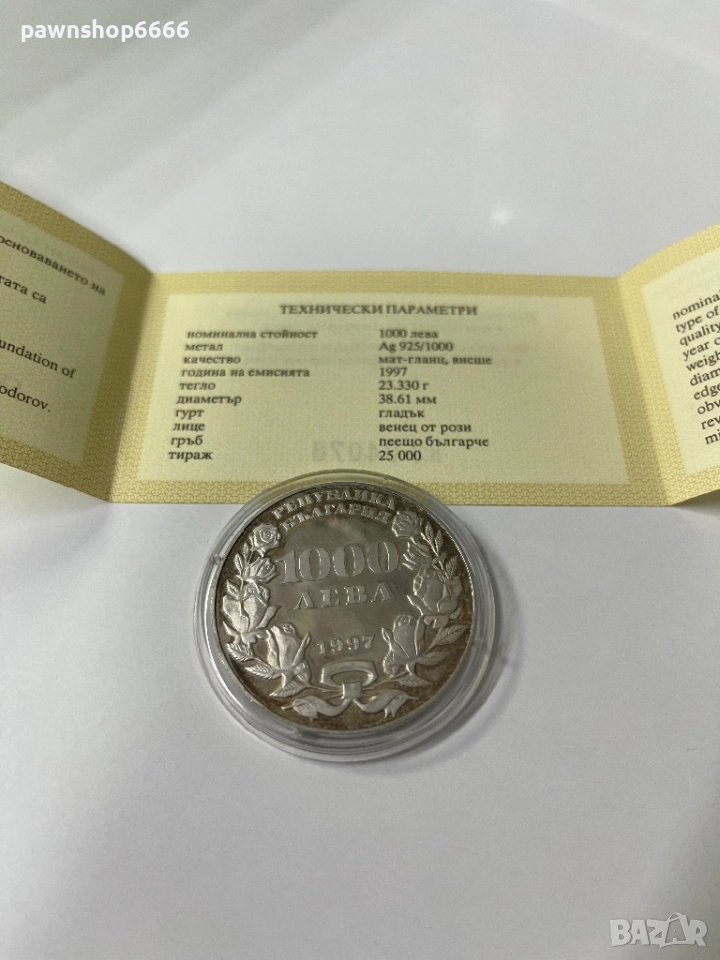 pawnshop6666
основаването на
тата са
undation of
odorov.
ТЕХНИЧЕСКИ ПАРАМЕТРИ
номинална стойност 1000 лева
метал Ag 925/1000
качество мат-гланц, висше
година на емисията 1997
тегло 23.330 г
диаметър 38.61 мм
гурт гладък
лице венец от рози
гръб пеещо българче
тираж 25 000
nominal
type of
quality
year o
weigh
diam
edge
obv
rev
mi
РЕПУБЛИКА
БЪЛГАРИЯ
1000
ЛЕВА
1997
BAZAR